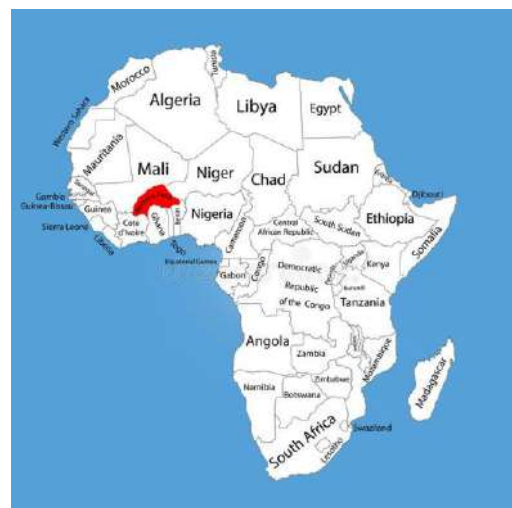 Tunisia
Morocco
Algeria
Libya
Egypt
Western Sahara
Mauritania
Mali
Niger
Chad
Sudan
Eritrea
Djibouti
Senegal
Gambia
Guinea-Bissau
Guinea
Sierra Leone
Liberia
Cote
d'Ivoire
Ghana
Togo
Benin
Nigeria
Cameroon
Central
African Republic
South Sudan
Ethiopia
Somalia
Equatorial Guinea
Gabon
Congo
Democratic
Republic
of the Congo
Uganda
Kenya
Rwanda
Burundi
Tanzania
Angola
Zambia
Malawi
Mozambique
Zimbabwe
Namibia
Botswana
Madagascar
South Africa
Swaziland
Lesotho